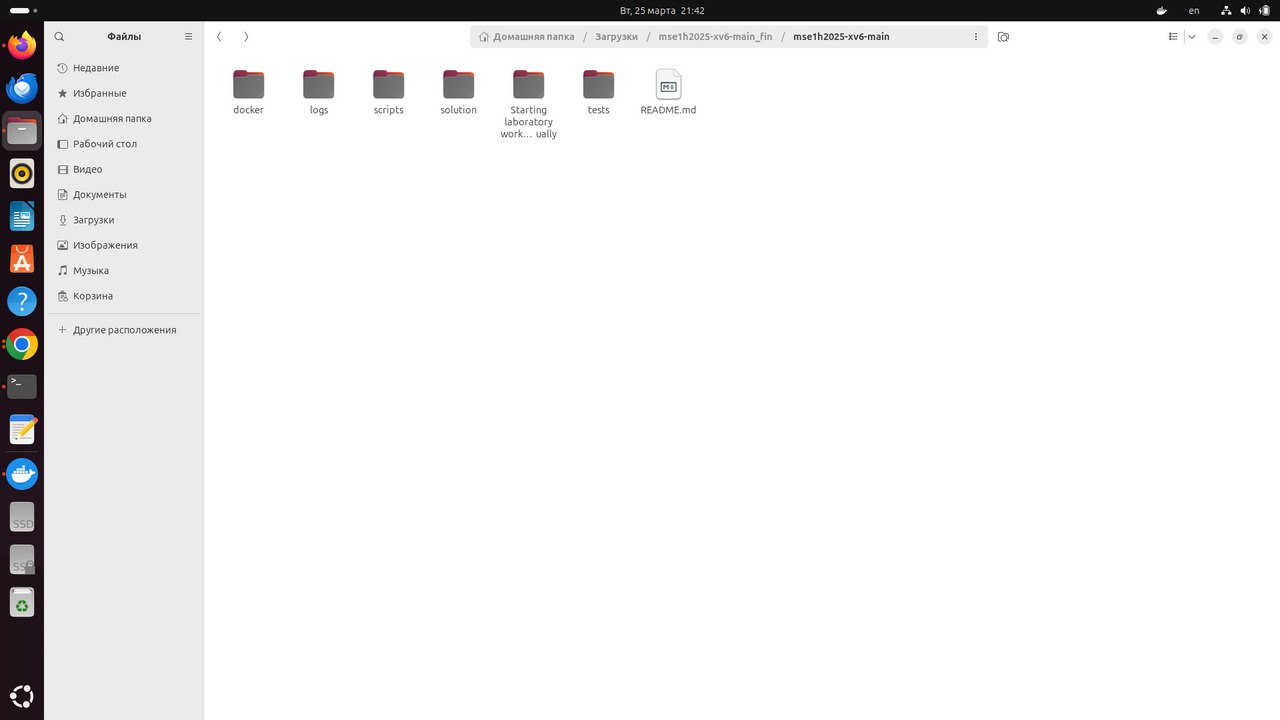 Вт, 25 марта 21:42
en
Файлы
Домашняя папка / Загрузки / mse1h2025-xv6-main_fin / mse1h2025-xv6-main
Недавние
Избранные
Домашняя папка
Рабочий стол
Видео
Документы
Загрузки
Изображения
Музыка
Корзина
Другие расположения
docker
logs
scripts
solution
Starting
laboratory
work… ually
tests
README.md
SSD
SSD